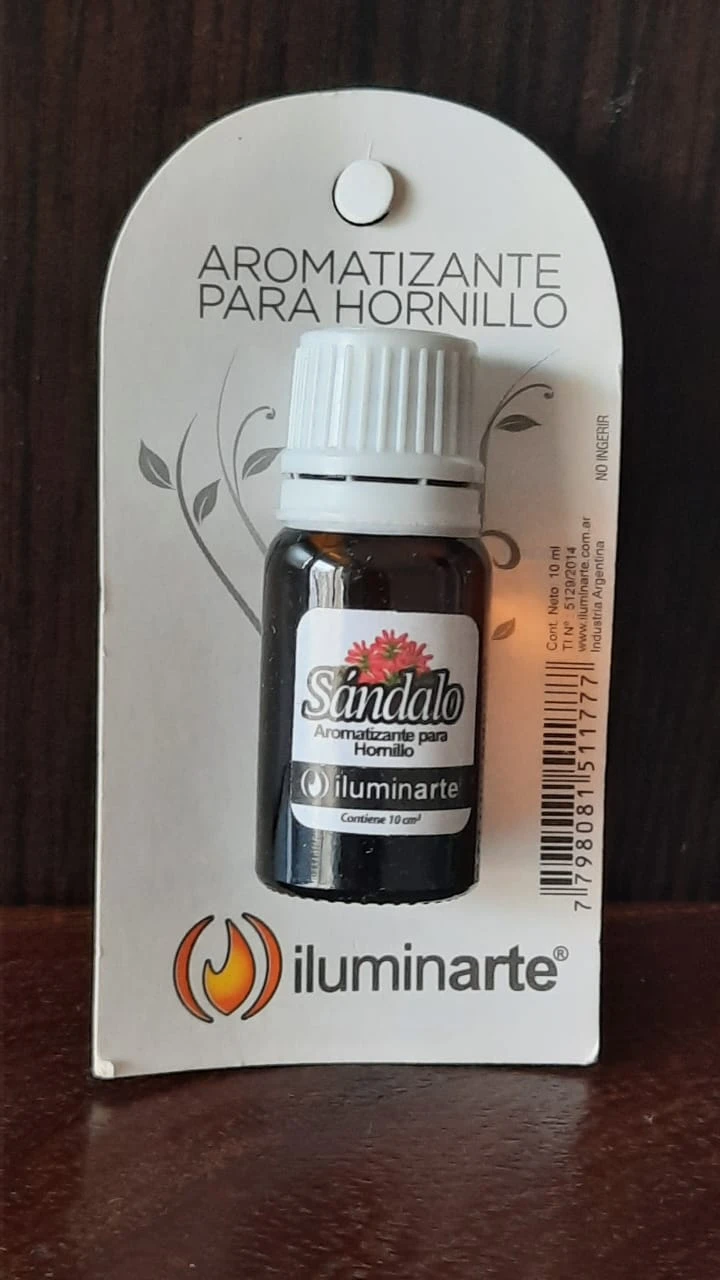 AROMATIZANTE
PARA HORNILLO
Sándalo
Aromatizante para
Hornillo
iluminarte
Contiene 10 cm³
NO INGERIR
Cont. Neto 10 ml
TI Nº : 5129/2014
www.iluminarte.com.ar
Industria Argentina
7 798081 511777
iluminarte®